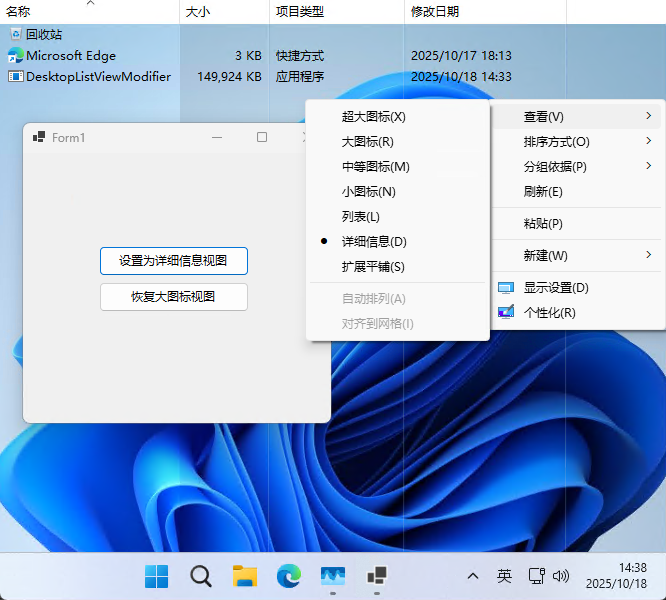 名称 大小 项目类型 修改日期
回收站
Microsoft Edge 3 KB 快捷方式 2025/10/17 18:13
DesktopListViewModifier 149,924 KB 应用程序 2025/10/18 14:33
Form1
设置为详细信息视图
恢复大图标视图
超大图标(X)
大图标(R)
中等图标(M)
小图标(N)
列表(L)
详细信息(D)
扩展平铺(S)
自动排列(A)
对齐到网格(I)
查看(V)
排序方式(O)
分组依据(P)
刷新(E)
粘贴(P)
新建(W)
显示设置(D)
个性化(R)
英
14:38
2025/10/18